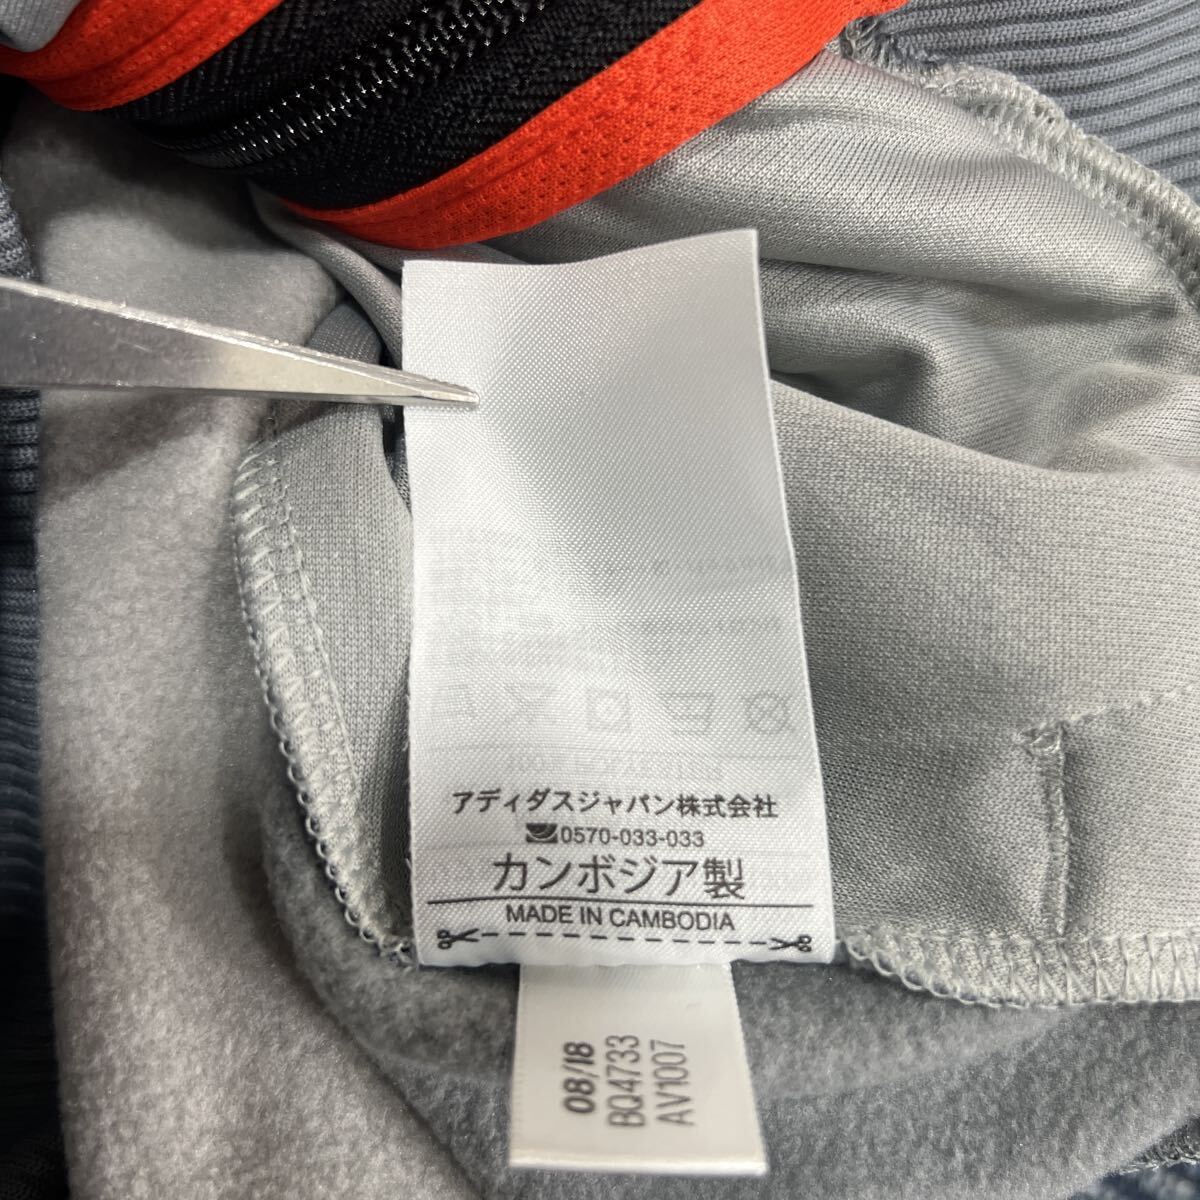 アディダスジャパン株式会社
0570-033-033
カンボジア製
MADE IN CAMBODIA
08/18
BQ4733
AV1007